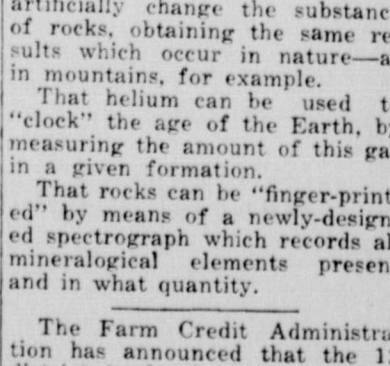 artificially change the substanc
of rocks, obtaining the same re
sults which occur in nature—a
in mountains, for example.
That helium can be used t
"clock" the age of the Earth, b
measuring the amount of this ga
in a given formation.
That rocks can be "finger-print
ed" by means of a newly-design
ed spectrograph which records al
mineralogical elements presen
and in what quantity.
The Farm Credit Administra
tion has announced that the 1